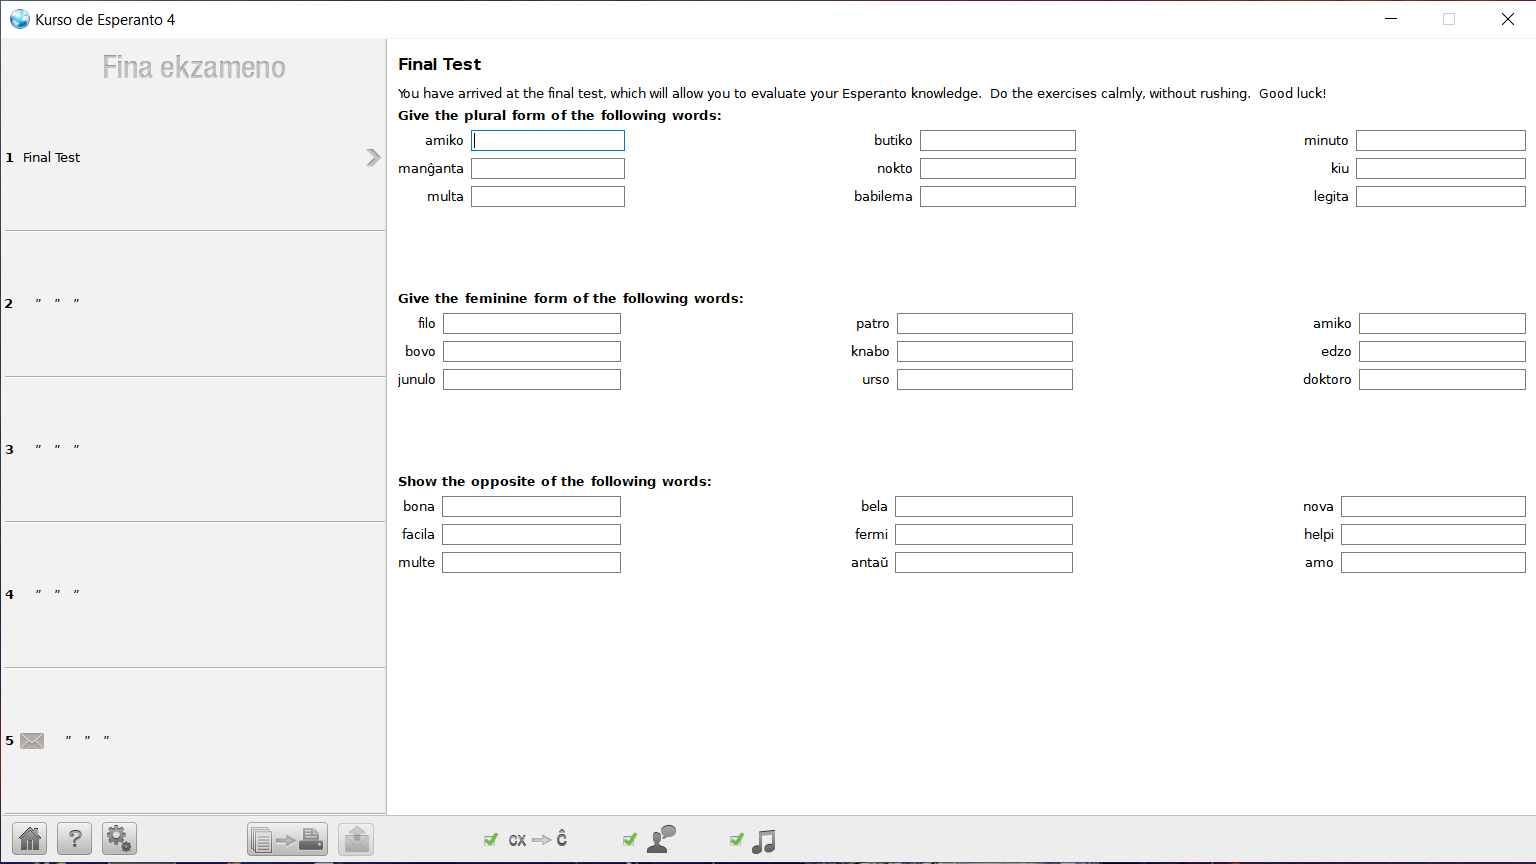 Kurso de Esperanto 4
Fina ekzameno
1 Final Test
2 " " "
3 " " "
4 " " "
5 " " "
Final Test
You have arrived at the final test, which will allow you to evaluate your Esperanto knowledge. Do the exercises calmly, without rushing. Good luck!
Give the plural form of the following words:
amiko butiko minuto
manĝanta nokto kiu
multa babilema legita
Give the feminine form of the following words:
filo patro amiko
bovo knabo edzo
junulo urso doktoro
Show the opposite of the following words:
bona bela nova
facila fermi helpi
multe antaŭ amo
? cx Ĉ